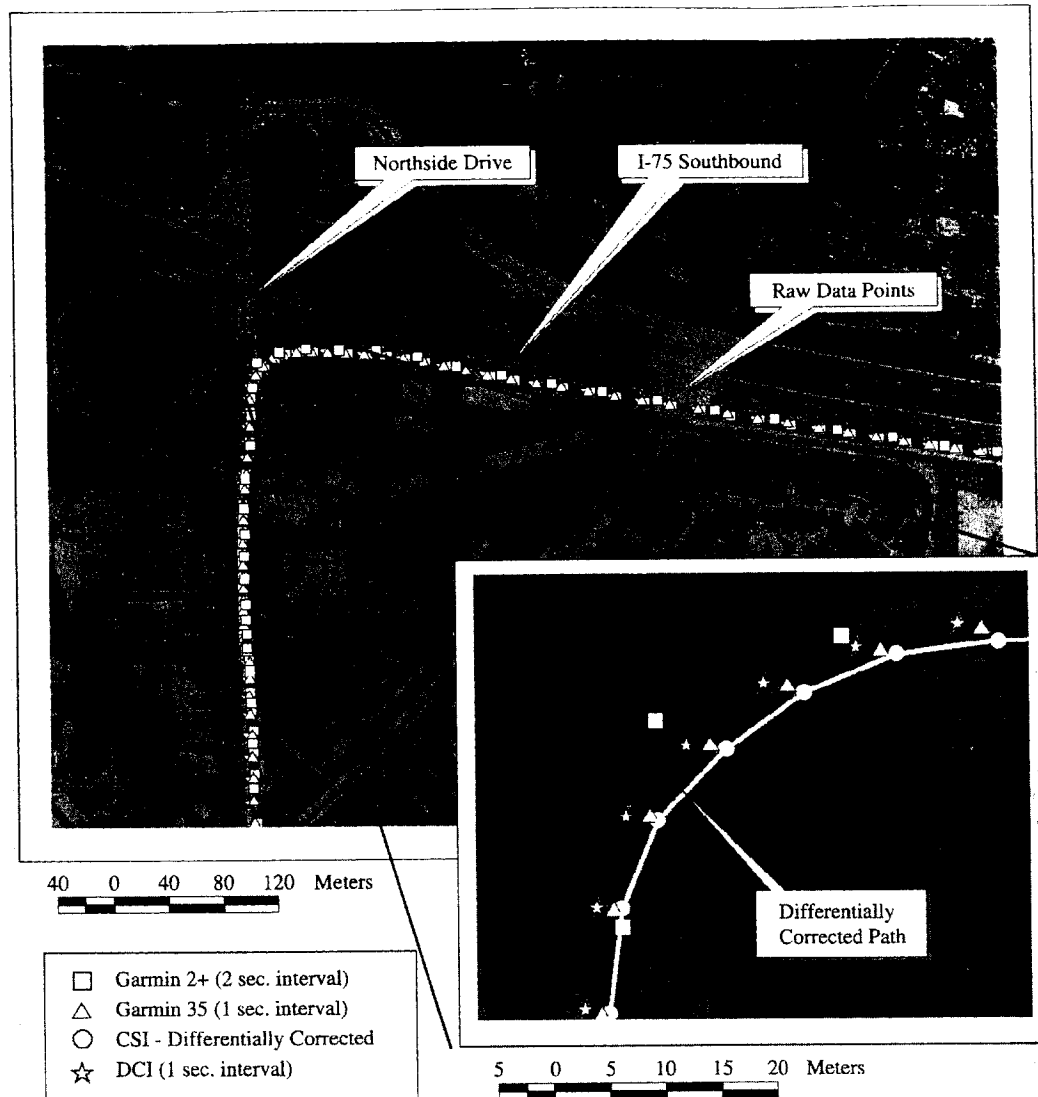 Northside Drive
I-75 Southbound
Raw Data Points
Differentially
Corrected Path
40 0 40 80 120 Meters
Garmin 2+ (2 sec. interval)
Garmin 35 (1 sec. interval)
CSI - Differentially Corrected
DCI (1 sec. interval)
5 0 5 10 15 20 Meters